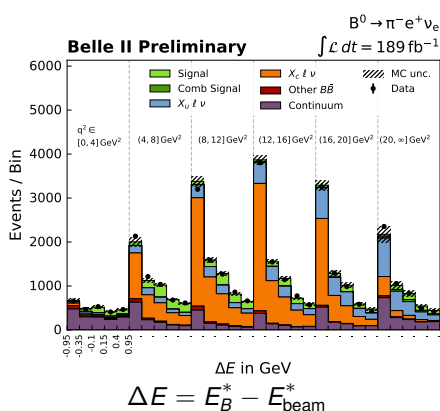 B⁰ → π⁻e⁺νₑ
Belle II Preliminary
∫ℒ dt = 189 fb⁻¹
6000
5000
4000
3000
2000
1000
0
Events / Bin
Signal
Comb Signal
Xᵤ ℓ ν
X_c ℓ ν
Other BB̄
Continuum
MC unc.
Data
q² ∈
[0, 4] GeV²
(4, 8] GeV²
(8, 12] GeV²
(12, 16] GeV²
(16, 20] GeV²
(20, ∞] GeV²
-0.95
-0.35
-0.1
0.15
0.4
0.95
ΔE in GeV
ΔE = E*_B − E*_beam